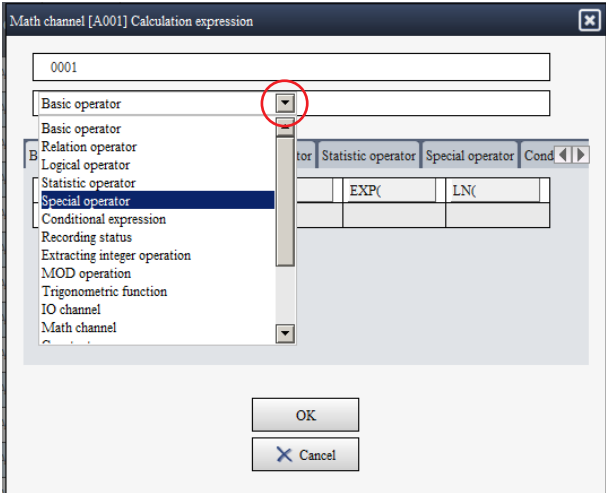 Math channel [A001] Calculation expression
0001
Basic operator
Basic operator
Relation operator
Logical operator
Statistic operator
Special operator
Conditional expression
Recording status
Extracting integer operation
MOD operation
Trigonometric function
IO channel
Math channel
B tor Statistic operator Special operator Cond
EXP( LN(
OK
Cancel